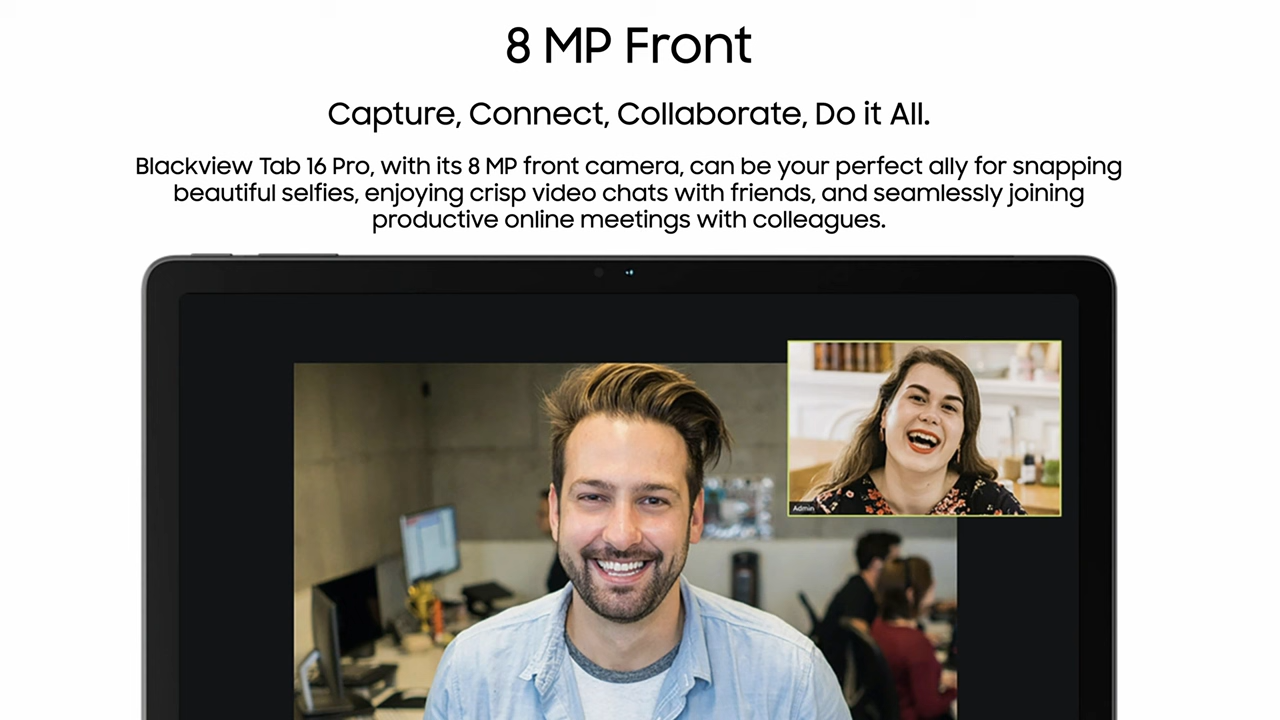 8 MP Front
Capture, Connect, Collaborate, Do it All.
Blackview Tab 16 Pro, with its 8 MP front camera, can be your perfect ally for snapping
beautiful selfies, enjoying crisp video chats with friends, and seamlessly joining
productive online meetings with colleagues.
Admin